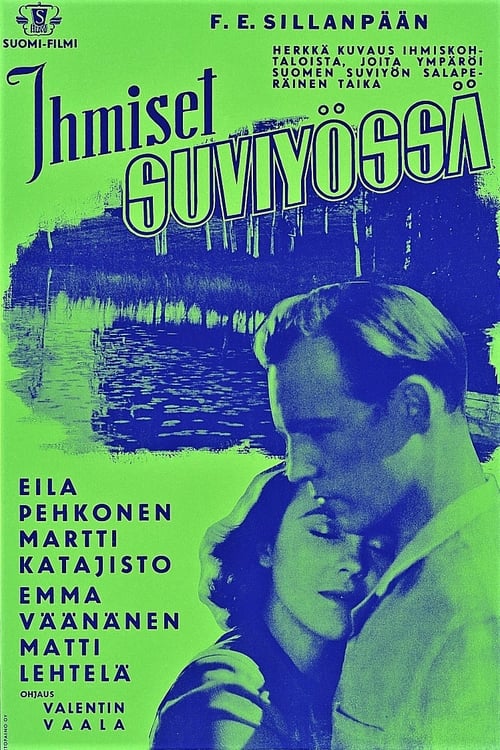 S
SUOMI-FILMI
F. E. SILLANPÄÄN
HERKKÄ KUVAUS IHMISKOH-
TALOISTA, JOITA YMPÄRÖI
SUOMEN SUVIYÖN SALAPE-
RÄINEN TAIKA
Ihmiset
SUVIYÖSSÄ
EILA
PEHKONEN
MARTTI
KATAJISTO
EMMA
VÄÄNÄNEN
MATTI
LEHTELÄ
OHJAUS
VALENTIN
VAALA